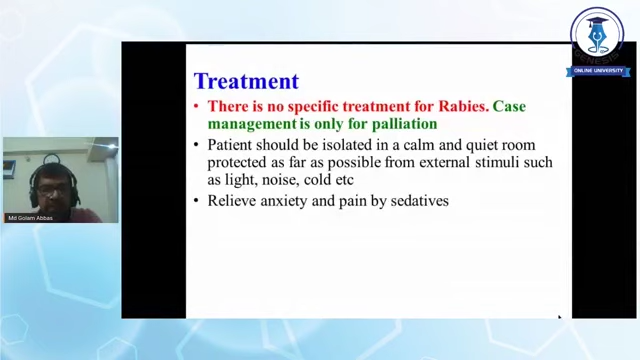 GENESIS
ONLINE UNIVERSITY
Treatment
• There is no specific treatment for Rabies. Case
management is only for palliation
• Patient should be isolated in a calm and quiet room
protected as far as possible from external stimuli such
as light, noise, cold etc
• Relieve anxiety and pain by sedatives
Md Golam Abbas